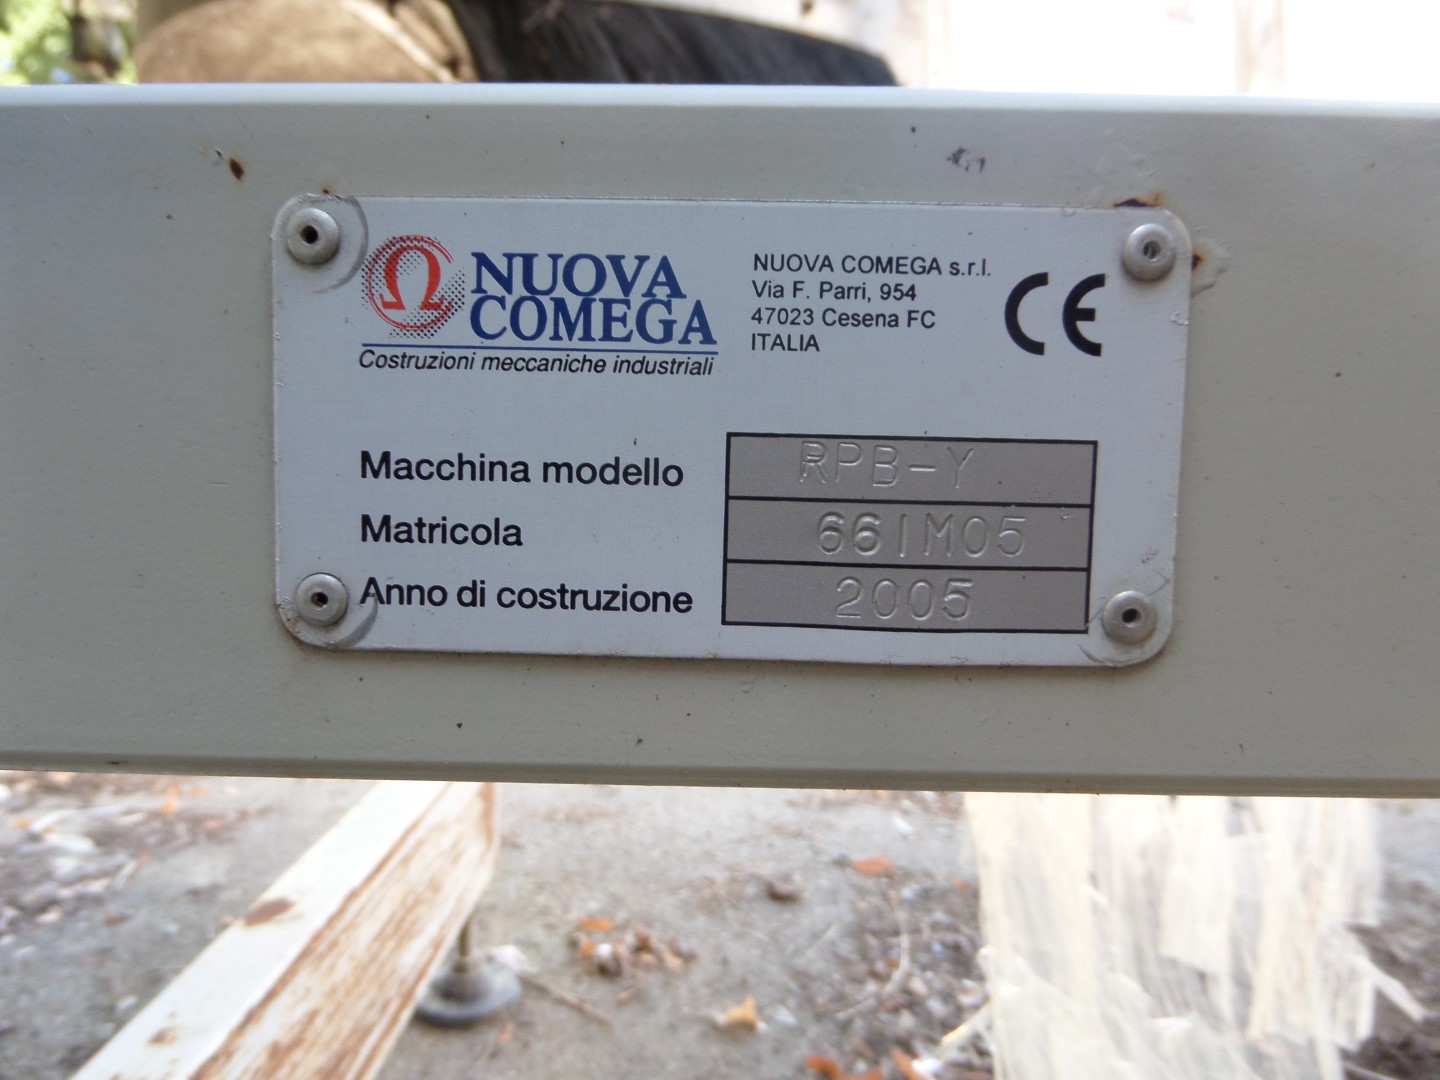 Ω NUOVA
COMEGA
Costruzioni meccaniche industriali
NUOVA COMEGA s.r.l.
Via F. Parri, 954
47023 Cesena FC
ITALIA
CE
Macchina modello RPB-Y
Matricola 661M05
Anno di costruzione 2005